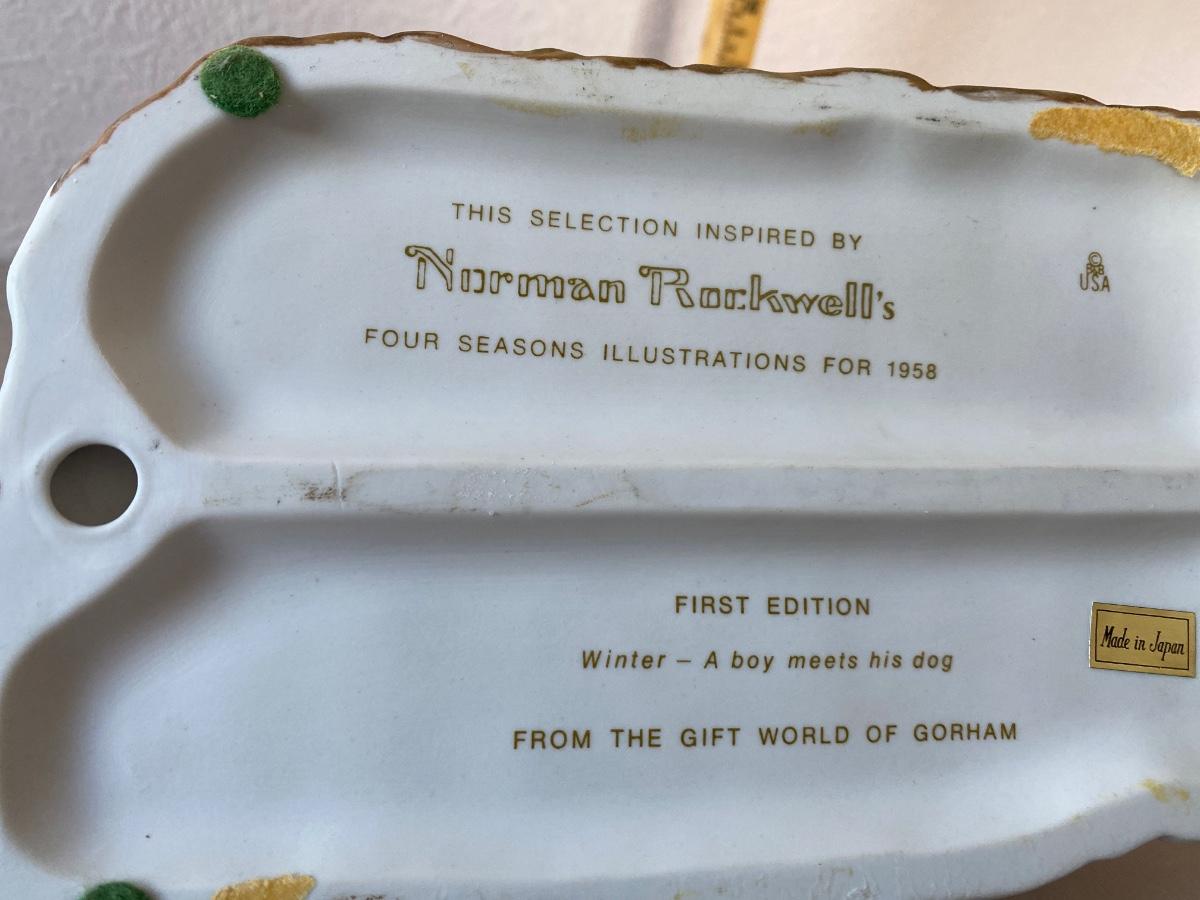 THIS SELECTION INSPIRED BY
Norman Rockwell's
FOUR SEASONS ILLUSTRATIONS FOR 1958
©
B&B
USA
FIRST EDITION
Winter – A boy meets his dog
FROM THE GIFT WORLD OF GORHAM
Made in Japan